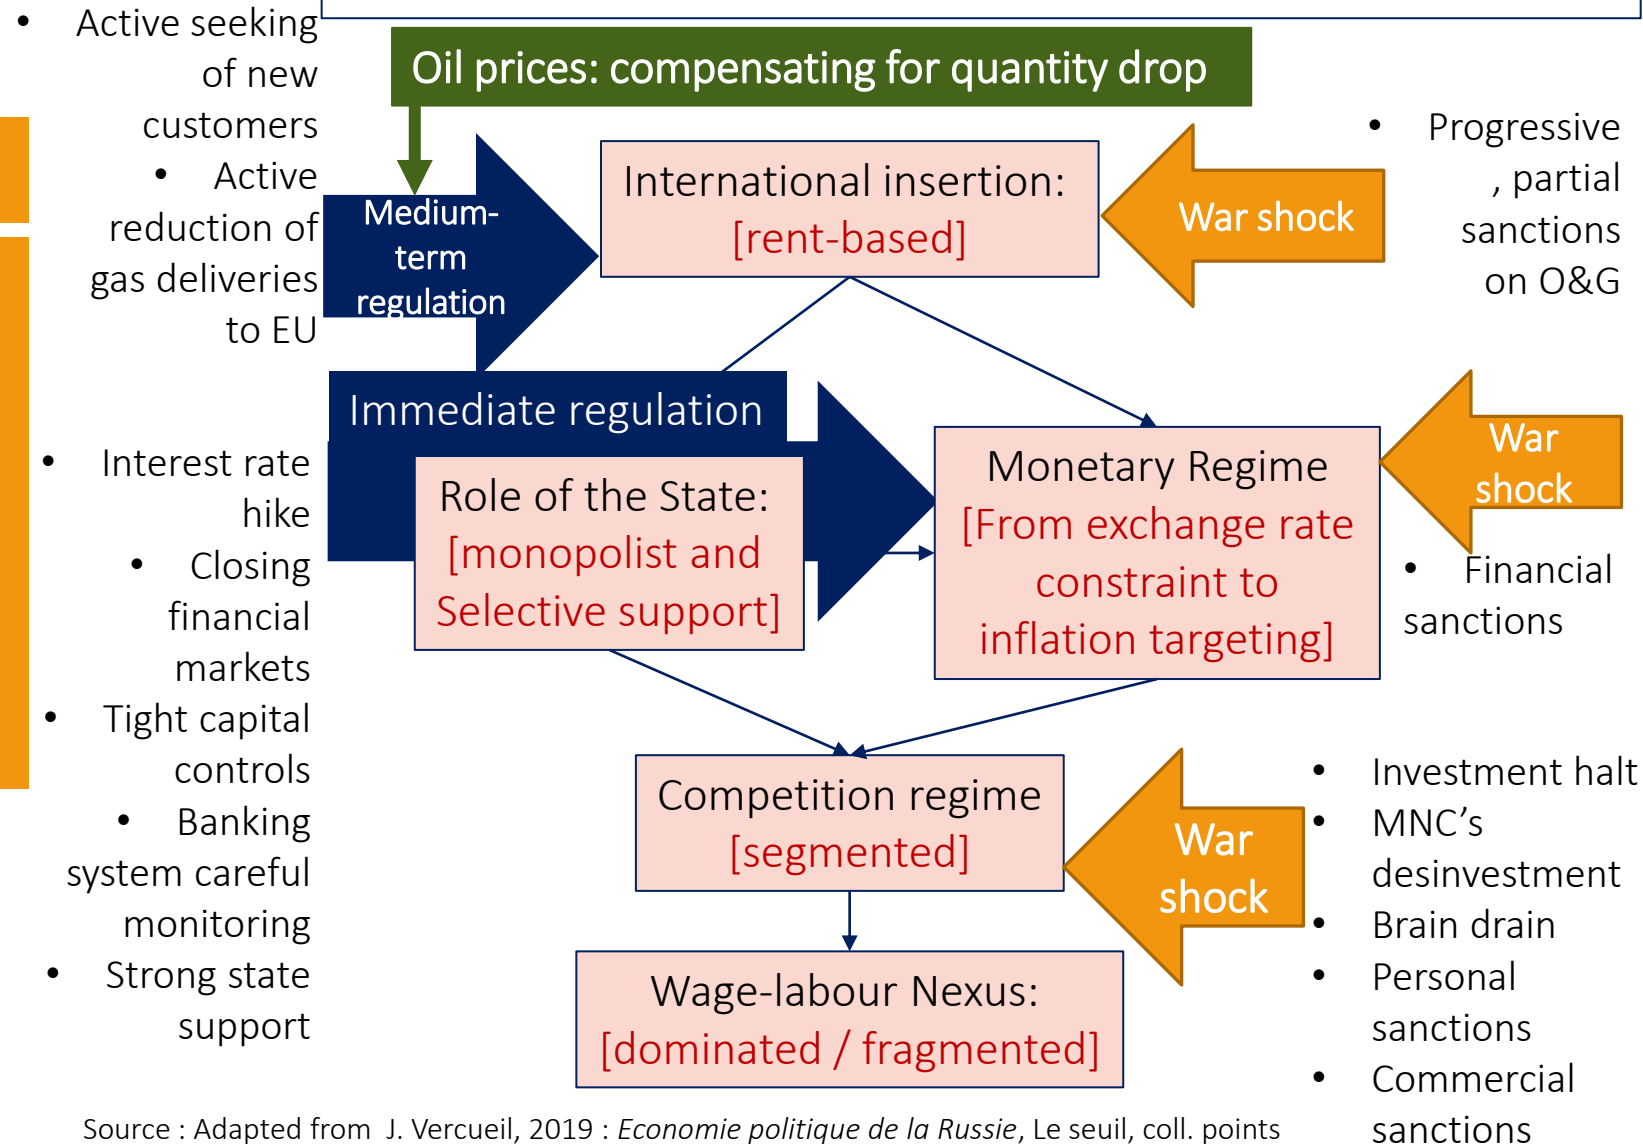 • Active seeking
of new
customers
• Active
reduction of
gas deliveries
to EU
Oil prices: compensating for quantity drop
Medium-
term
regulation
International insertion:
[rent-based]
War shock
• Progressive
, partial
sanctions
on O&G
Immediate regulation
Role of the State:
[monopolist and
Selective support]
Monetary Regime
[From exchange rate
constraint to
inflation targeting]
War
shock
• Financial
sanctions
• Interest rate
hike
• Closing
financial
markets
• Tight capital
controls
• Banking
system careful
monitoring
• Strong state
support
Competition regime
[segmented]
War
shock
• Investment halt
• MNC’s
desinvestment
• Brain drain
• Personal
sanctions
• Commercial
sanctions
Wage-labour Nexus:
[dominated / fragmented]
Source : Adapted from J. Vercueil, 2019 : Economie politique de la Russie, Le seuil, coll. points